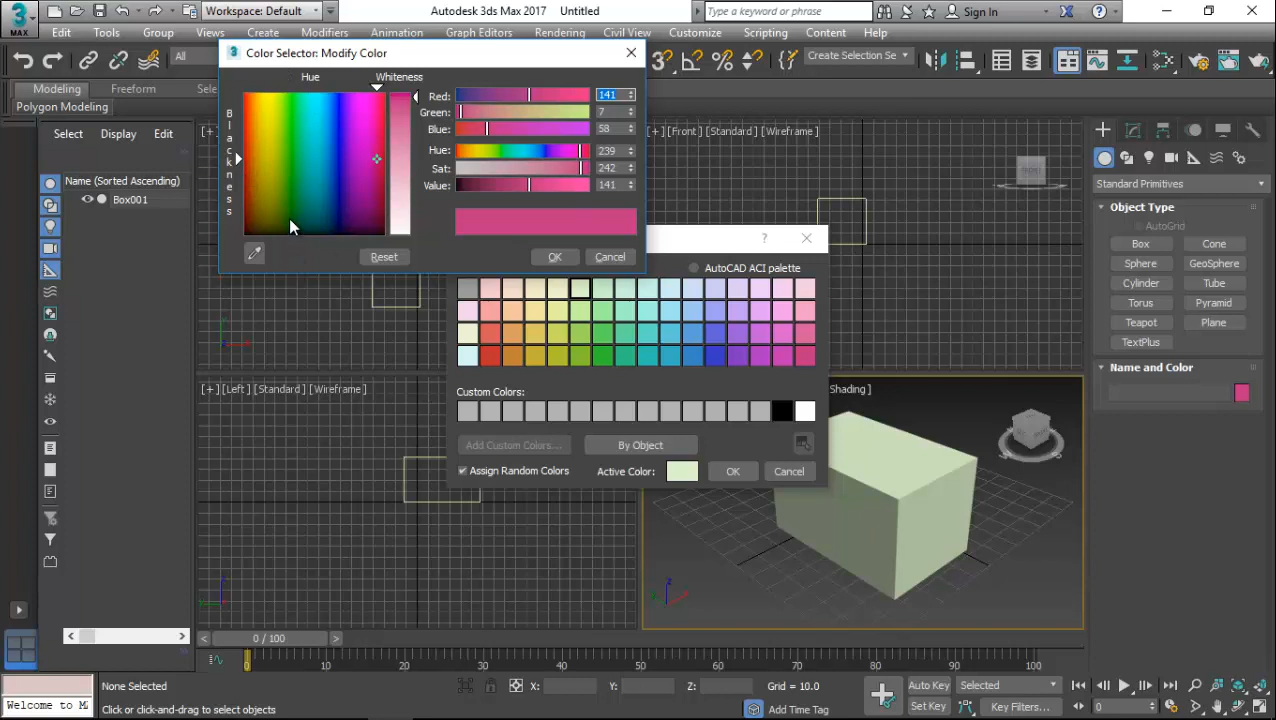 Workspace: Default
Autodesk 3ds Max 2017 Untitled
Type a keyword or phrase
Sign In
MAX
Edit Tools Group Views Create Modifiers Animation Graph Editors Rendering Civil View Customize Scripting Content Help
All
Create Selection Se
Modeling Freeform Sele
Polygon Modeling
Color Selector: Modify Color
Hue Whiteness
Blackness
Red: 141
Green: 7
Blue: 58
Hue: 239
Sat: 242
Value: 141
Reset OK Cancel
Select Display Edit
Name (Sorted Ascending)
Box001
[+] [Front] [Standard] [Wireframe]
FRONT
Standard Primitives
Object Type
AutoGrid
Box Cone
Sphere GeoSphere
Cylinder Tube
Torus Pyramid
Teapot Plane
TextPlus
Name and Color
AutoCAD ACI palette
Custom Colors:
Add Custom Colors... By Object
Assign Random Colors Active Color: OK Cancel
[+] [Left] [Standard] [Wireframe]
Shading ]
0 / 100
0 10 20 30 40 50 60 70 80 90 100
None Selected
X: Y: Z: Grid = 10.0
Auto Key Selected
Welcome to M
Click or click-and-drag to select objects
Add Time Tag
Set Key Key Filters...
0